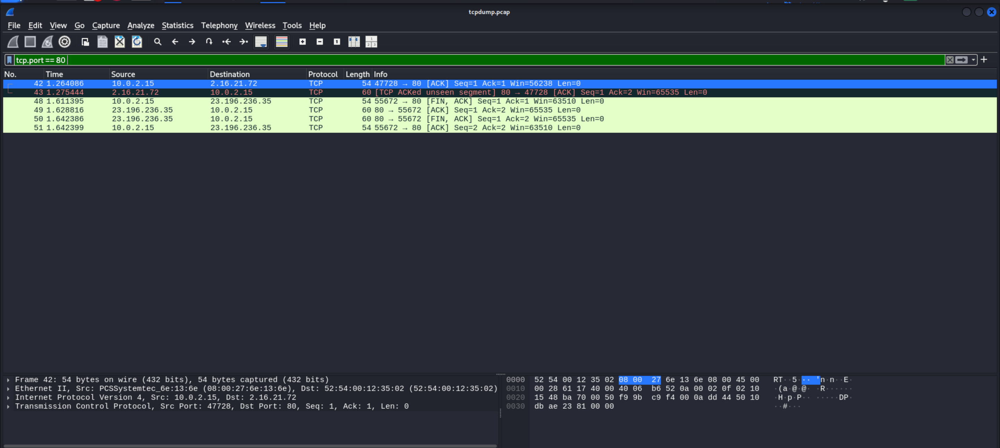 tcpdump.pcap
File Edit View Go Capture Analyze Statistics Telephony Wireless Tools Help
tcp.port == 80
No. Time Source Destination Protocol Length Info
42 1.264086 10.0.2.15 2.16.21.72 TCP 54 47728 → 80 [ACK] Seq=1 Ack=1 Win=56238 Len=0
43 1.275444 2.16.21.72 10.0.2.15 TCP 60 [TCP ACKed unseen segment] 80 → 47728 [ACK] Seq=1 Ack=2 Win=65535 Len=0
48 1.611395 10.0.2.15 23.196.236.35 TCP 54 55672 → 80 [FIN, ACK] Seq=1 Ack=1 Win=63510 Len=0
49 1.628816 23.196.236.35 10.0.2.15 TCP 60 80 → 55672 [ACK] Seq=1 Ack=2 Win=65535 Len=0
50 1.642386 23.196.236.35 10.0.2.15 TCP 60 80 → 55672 [FIN, ACK] Seq=1 Ack=2 Win=65535 Len=0
51 1.642399 10.0.2.15 23.196.236.35 TCP 54 55672 → 80 [ACK] Seq=2 Ack=2 Win=63510 Len=0
Frame 42: 54 bytes on wire (432 bits), 54 bytes captured (432 bits)
Ethernet II, Src: PCSSystemtec_6e:13:6e (08:00:27:6e:13:6e), Dst: 52:54:00:12:35:02 (52:54:00:12:35:02)
Internet Protocol Version 4, Src: 10.0.2.15, Dst: 2.16.21.72
Transmission Control Protocol, Src Port: 47728, Dst Port: 80, Seq: 1, Ack: 1, Len: 0
0000 52 54 00 12 35 02 08 00 27 6e 13 6e 08 00 45 00 RT··5···'n·n··E·
0010 00 28 61 17 40 00 40 06 b6 52 0a 00 02 0f 02 10 ·(a·@·@··R······
0020 15 48 ba 70 00 50 f9 9b c9 f4 00 0a dd 44 50 10 ·H·p·P·······DP·
0030 db ae 23 81 00 00 ··#···